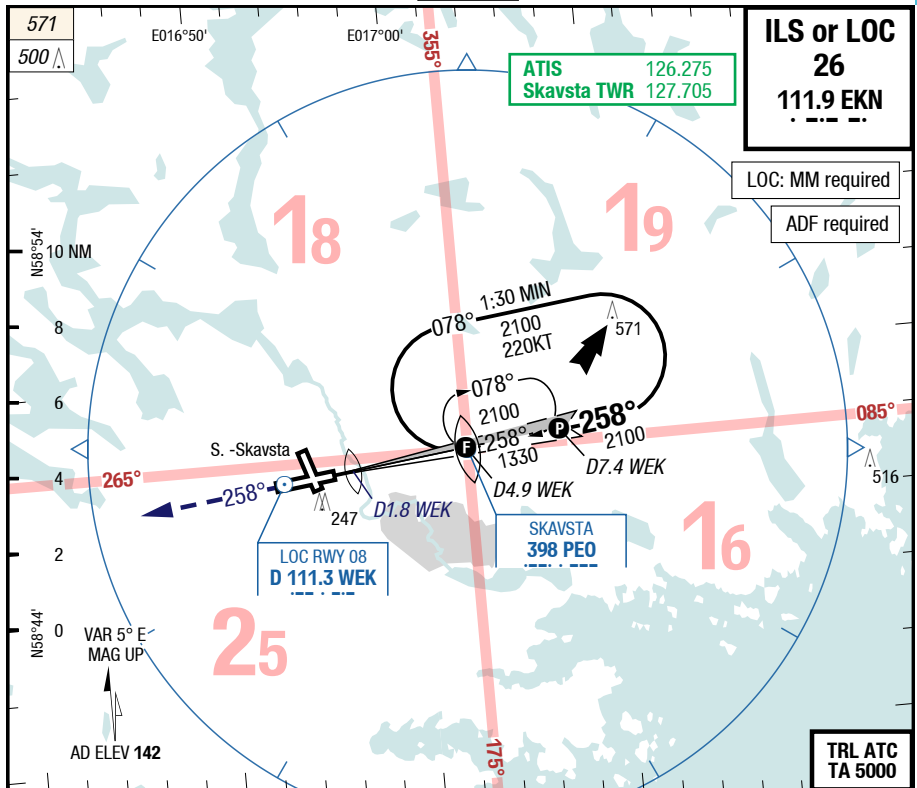 571
500
E016°50'
E017°00'
355°
ATIS 126.275
Skavsta TWR 127.705
ILS or LOC
26
111.9 EKN
LOC: MM required
ADF required
18
19
N58°54'
10 NM
8
6
4
2
0
N58°44'
078°
1:30 MIN
2100
220KT
571
078°
2100
P
258°
085°
F
258°
2100
1330
D7.4 WEK
D4.9 WEK
516
S. -Skavsta
265°
258°
D1.8 WEK
247
SKAVSTA
398 PEO
LOC RWY 08
D 111.3 WEK
16
25
VAR 5° E
MAG UP
AD ELEV 142
175°
TRL ATC
TA 5000